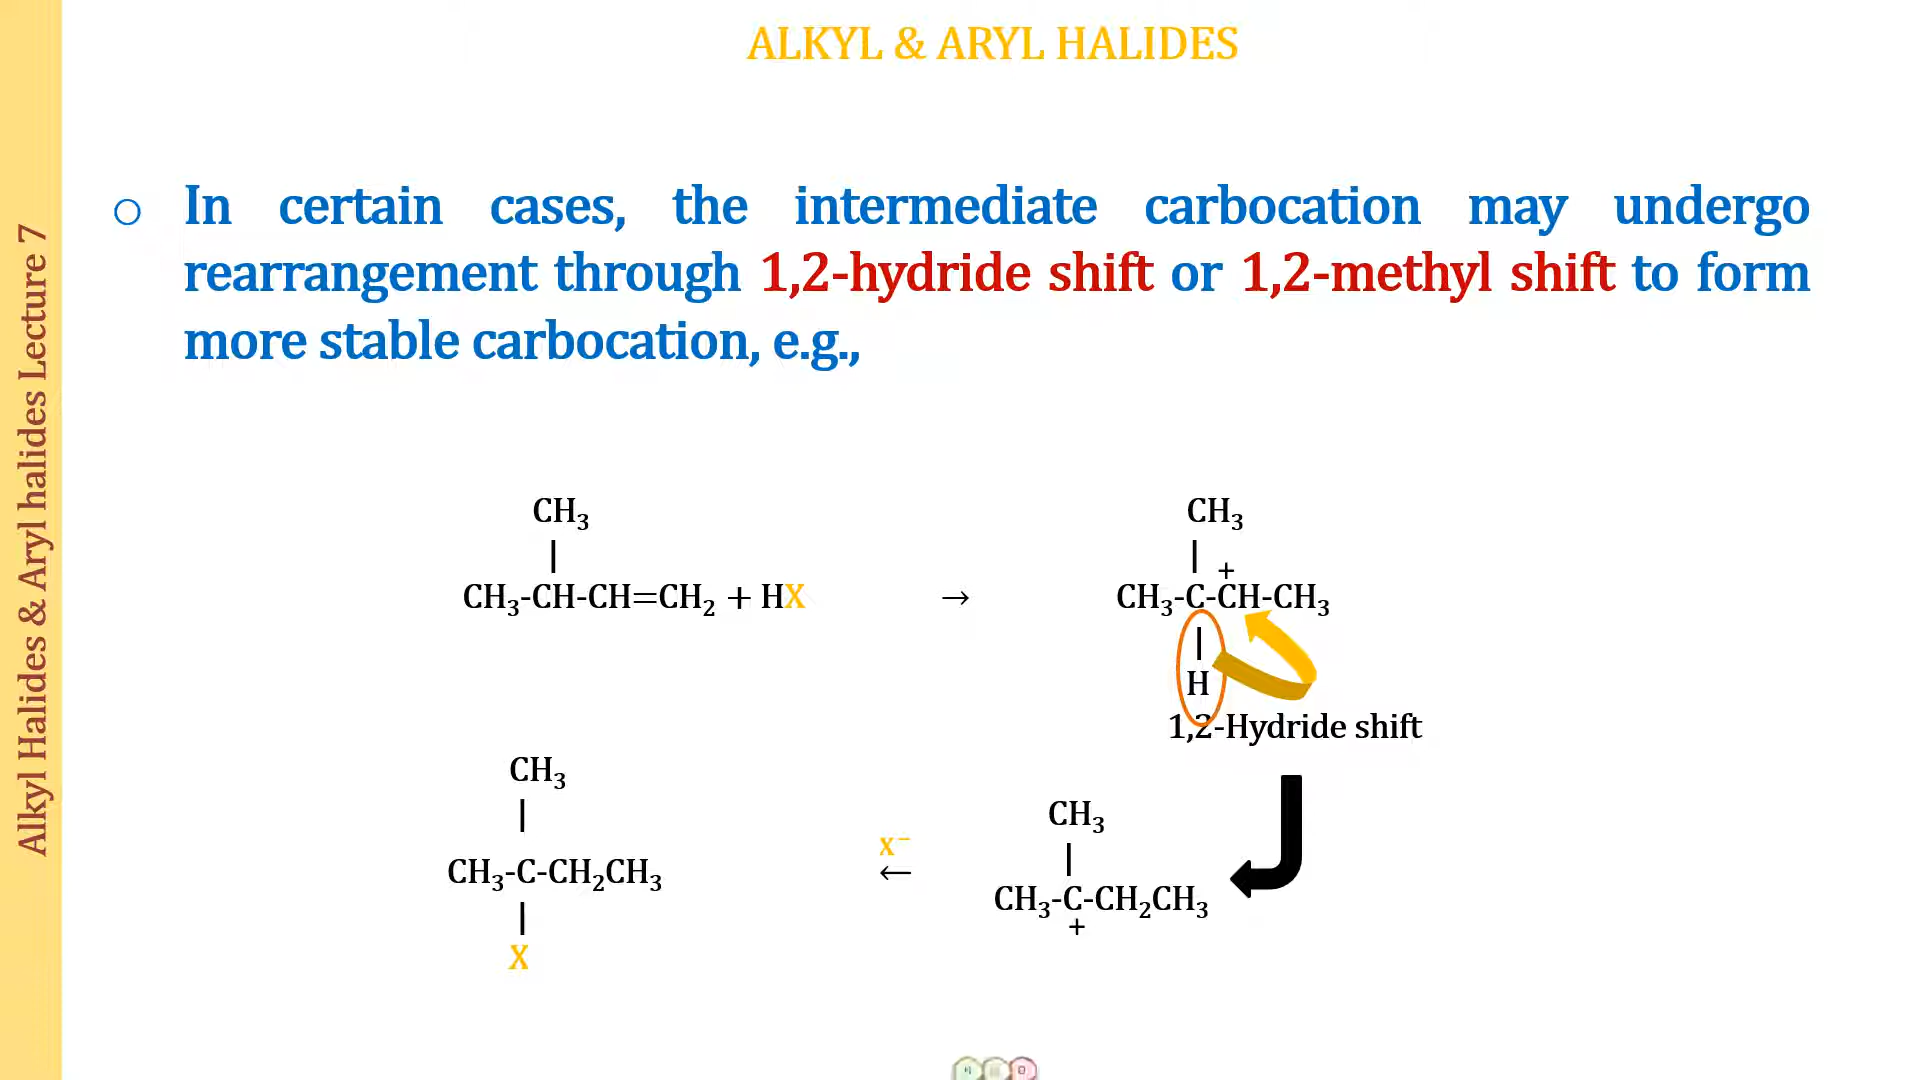 ALKYL & ARYL HALIDES
Alkyl Halides & Aryl halides Lecture 7
o In certain cases, the intermediate carbocation may undergo
rearrangement through 1,2-hydride shift or 1,2-methyl shift to form
more stable carbocation, e.g.,
CH₃
|
CH₃-CH-CH=CH₂ + HX
→
CH₃
|
+
CH₃-C-CH-CH₃
|
H
1,2-Hydride shift
CH₃
|
CH₃-C-CH₂CH₃
+
X⁻
←
CH₃
|
CH₃-C-CH₂CH₃
|
X